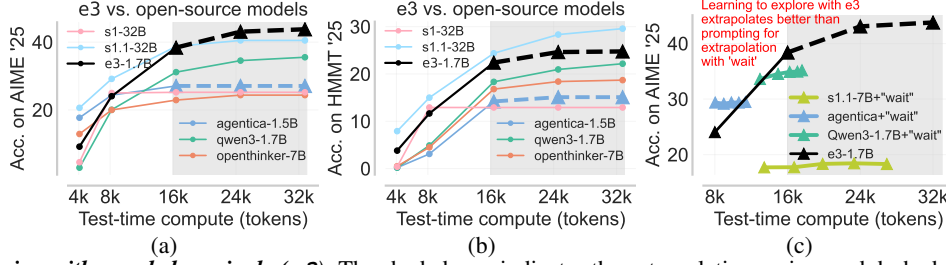 e3 vs. open-source models
Acc. on AIME '25
40
20
s1-32B
s1.1-32B
e3-1.7B
agentica-1.5B
qwen3-1.7B
openthinker-7B
4k 8k 16k 24k 32k
Test-time compute (tokens)
(a)
e3 vs. open-source models
Acc. on HMMT '25
30
20
10
0
s1-32B
s1.1-32B
e3-1.7B
agentica-1.5B
qwen3-1.7B
openthinker-7B
4k 8k 16k 24k 32k
Test-time compute (tokens)
(b)
Learning to explore with e3
extrapolates better than
prompting for
extrapolation
with 'wait'
Acc. on AIME '25
40
30
20
s1.1-7B+"wait"
agentica+"wait"
Qwen3-1.7B+"wait"
e3-1.7B
8k 16k 24k 32k
Test-time compute (tokens)
(c)